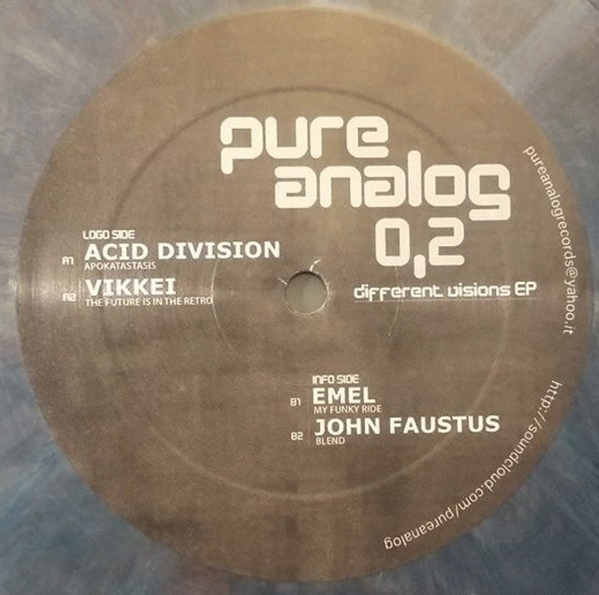 pure
analog
0,2
different visions EP
LOGO SIDE
A1 ACID DIVISION
APOKATASTASIS
A2 VIKKEI
THE FUTURE IS IN THE RETRO
INFO SIDE
B1 EMEL
MY FUNKY RIDE
B2 JOHN FAUSTUS
BLEND
pureanalogrecords@yahoo.it
http://soundcloud.com/pureanalog